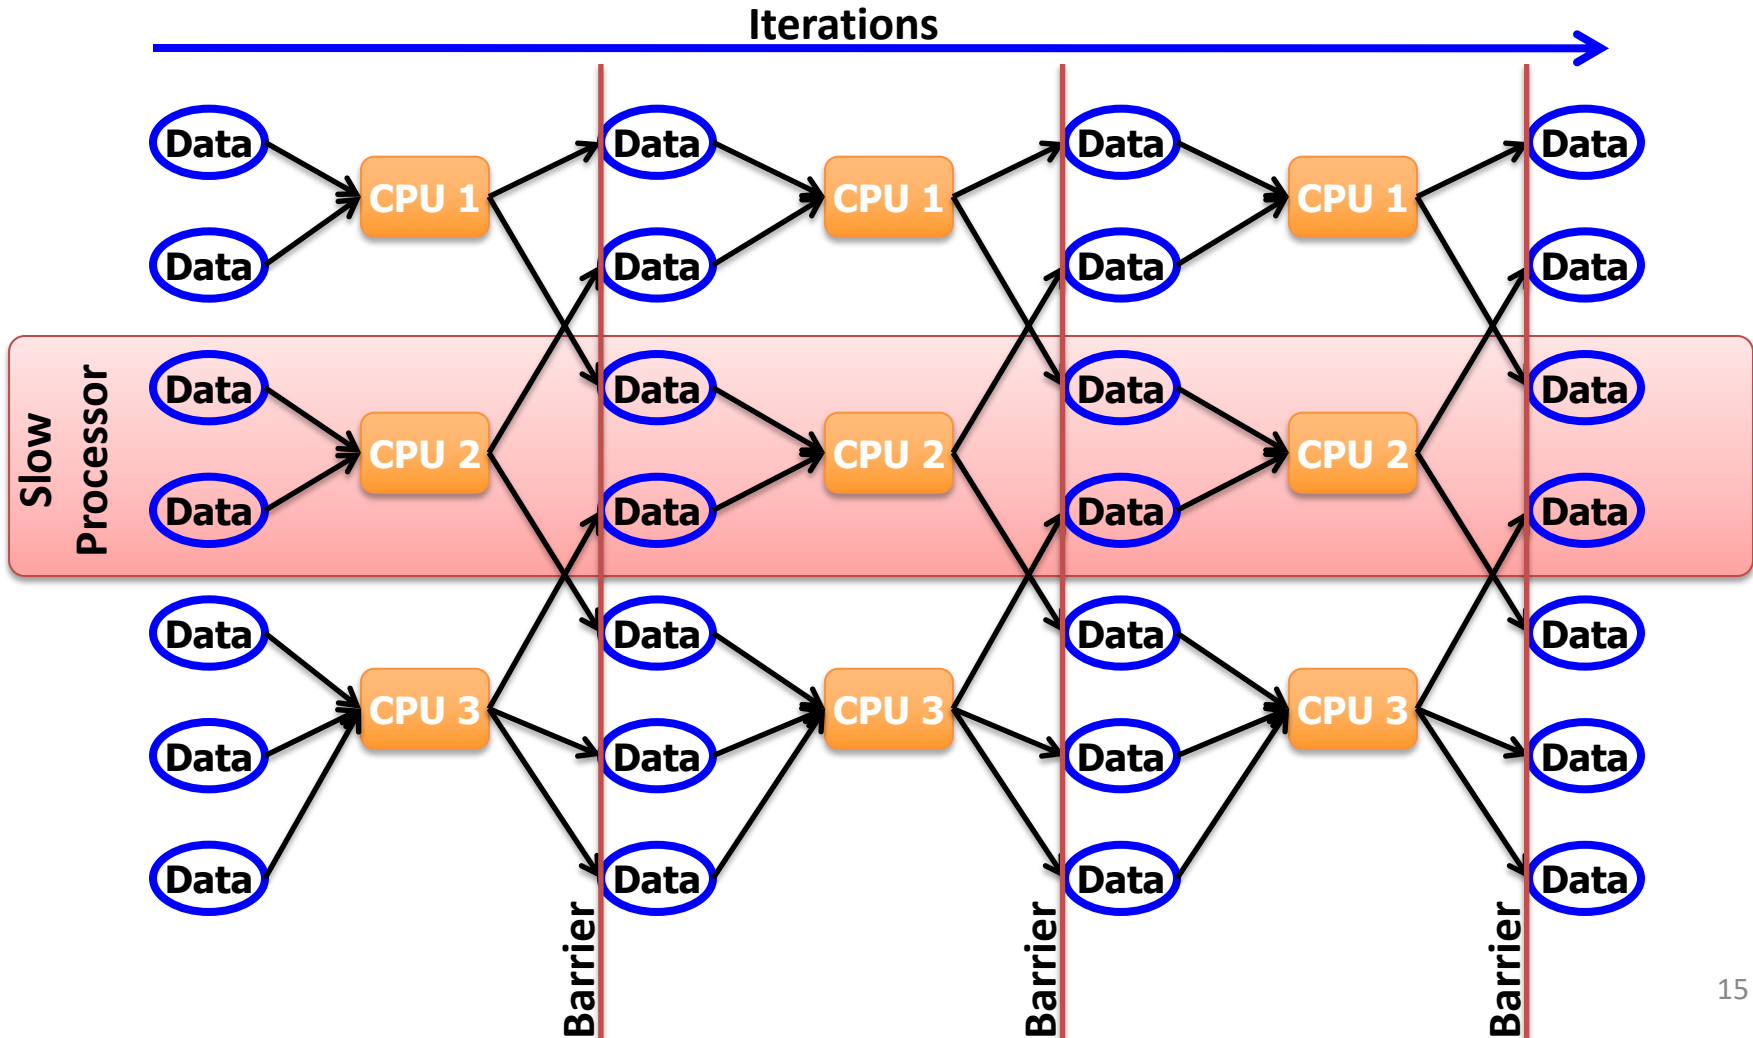 Iterations
Data Data Data Data
CPU 1 CPU 1 CPU 1
Data Data Data Data
Slow
Processor
Data Data Data Data
CPU 2 CPU 2 CPU 2
Data Data Data Data
Data Data Data Data
CPU 3 CPU 3 CPU 3
Data Data Data Data
Data Data Data Data
Barrier Barrier Barrier
15